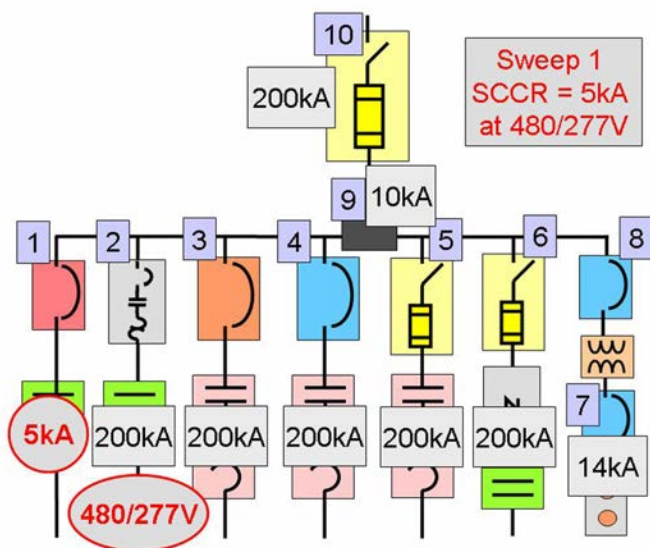 10
Sweep 1
SCCR = 5kA
at 480/277V
200kA
9
10kA
1
2
3
4
5
6
8
7
5kA
200kA
200kA
200kA
200kA
200kA
14kA
480/277V